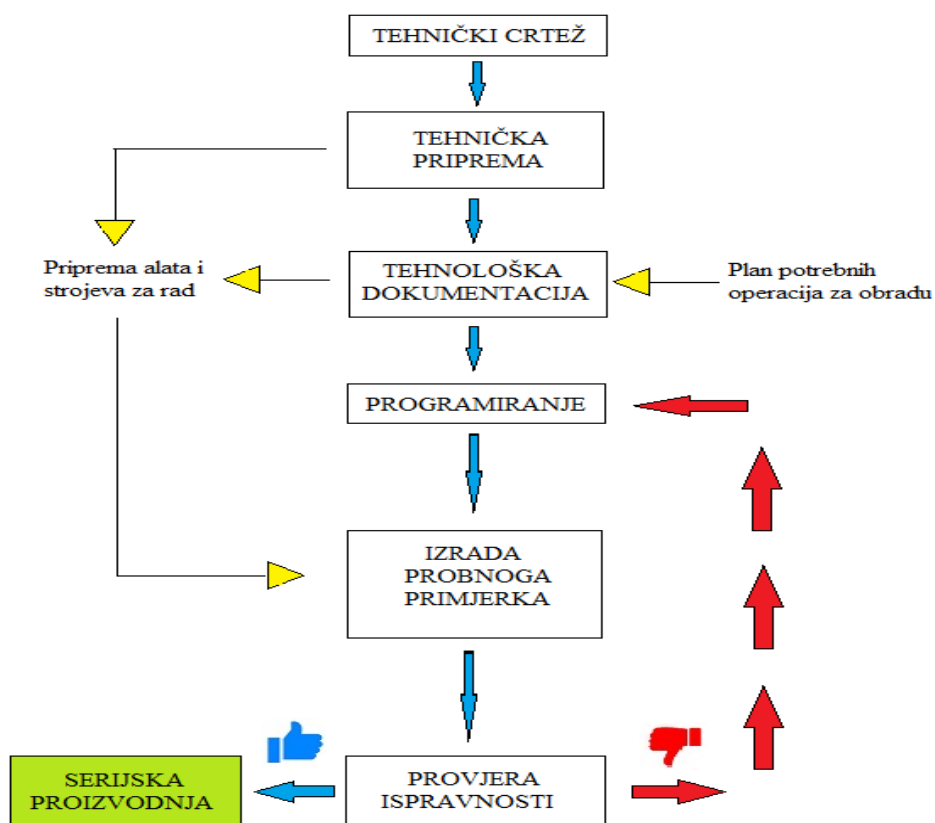 TEHNIČKI CRTEŽ
TEHNIČKA
PRIPREMA
Priprema alata i
strojeva za rad
TEHNOLOŠKA
DOKUMENTACIJA
Plan potrebnih
operacija za obradu
PROGRAMIRANJE
IZRADA
PROBNOGA
PRIMJERKA
SERIJSKA
PROIZVODNJA
PROVJERA
ISPRAVNOSTI